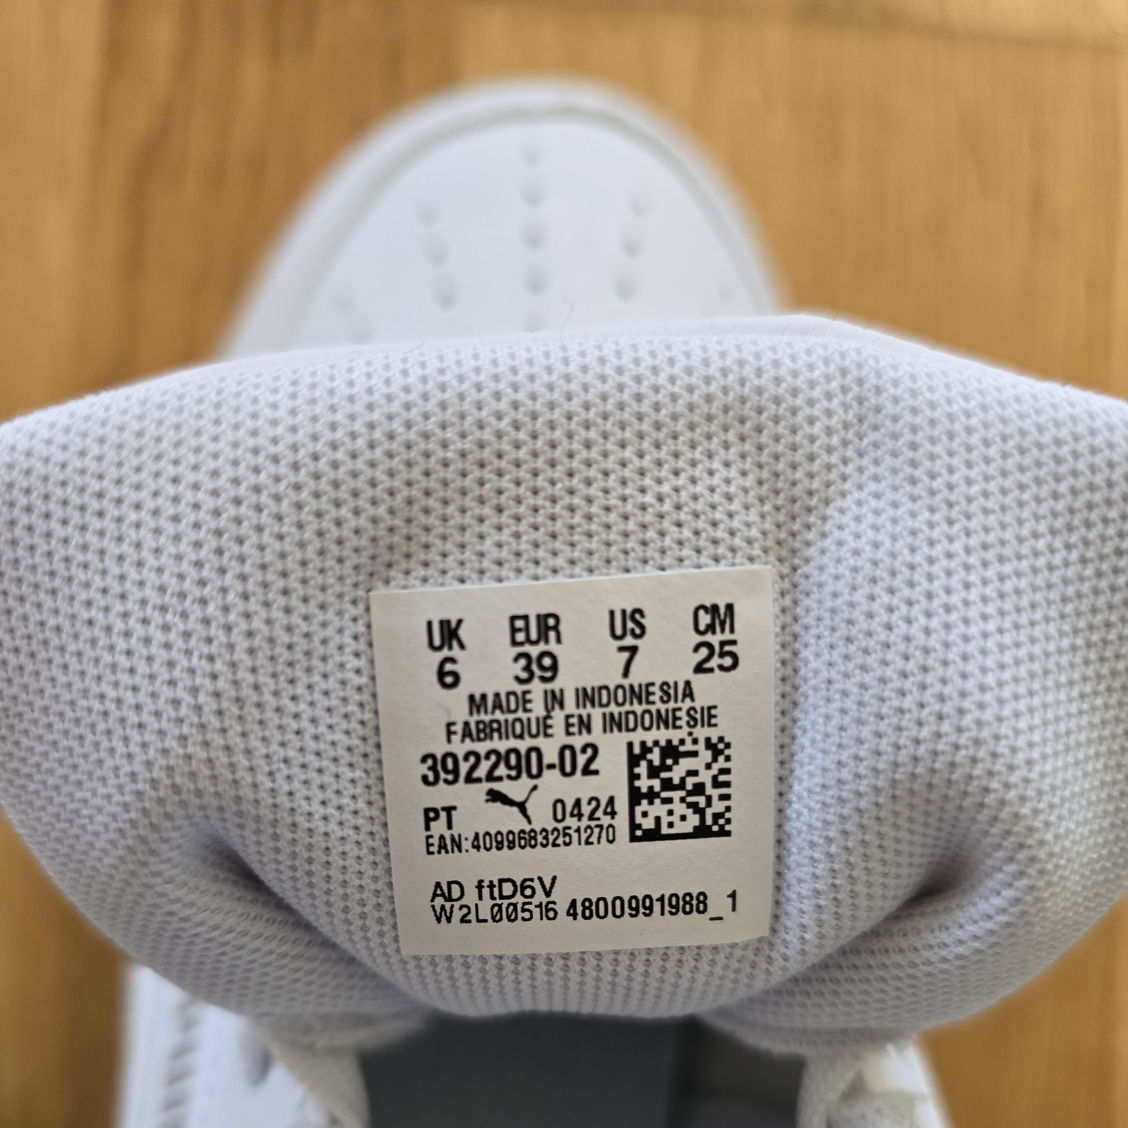 UK EUR US CM
6 39 7 25
MADE IN INDONESIA
FABRIQUÉ EN INDONESIE
392290-02
PT 0424
EAN:4099683251270
AD ftD6V
W2L00516 4800991988_1